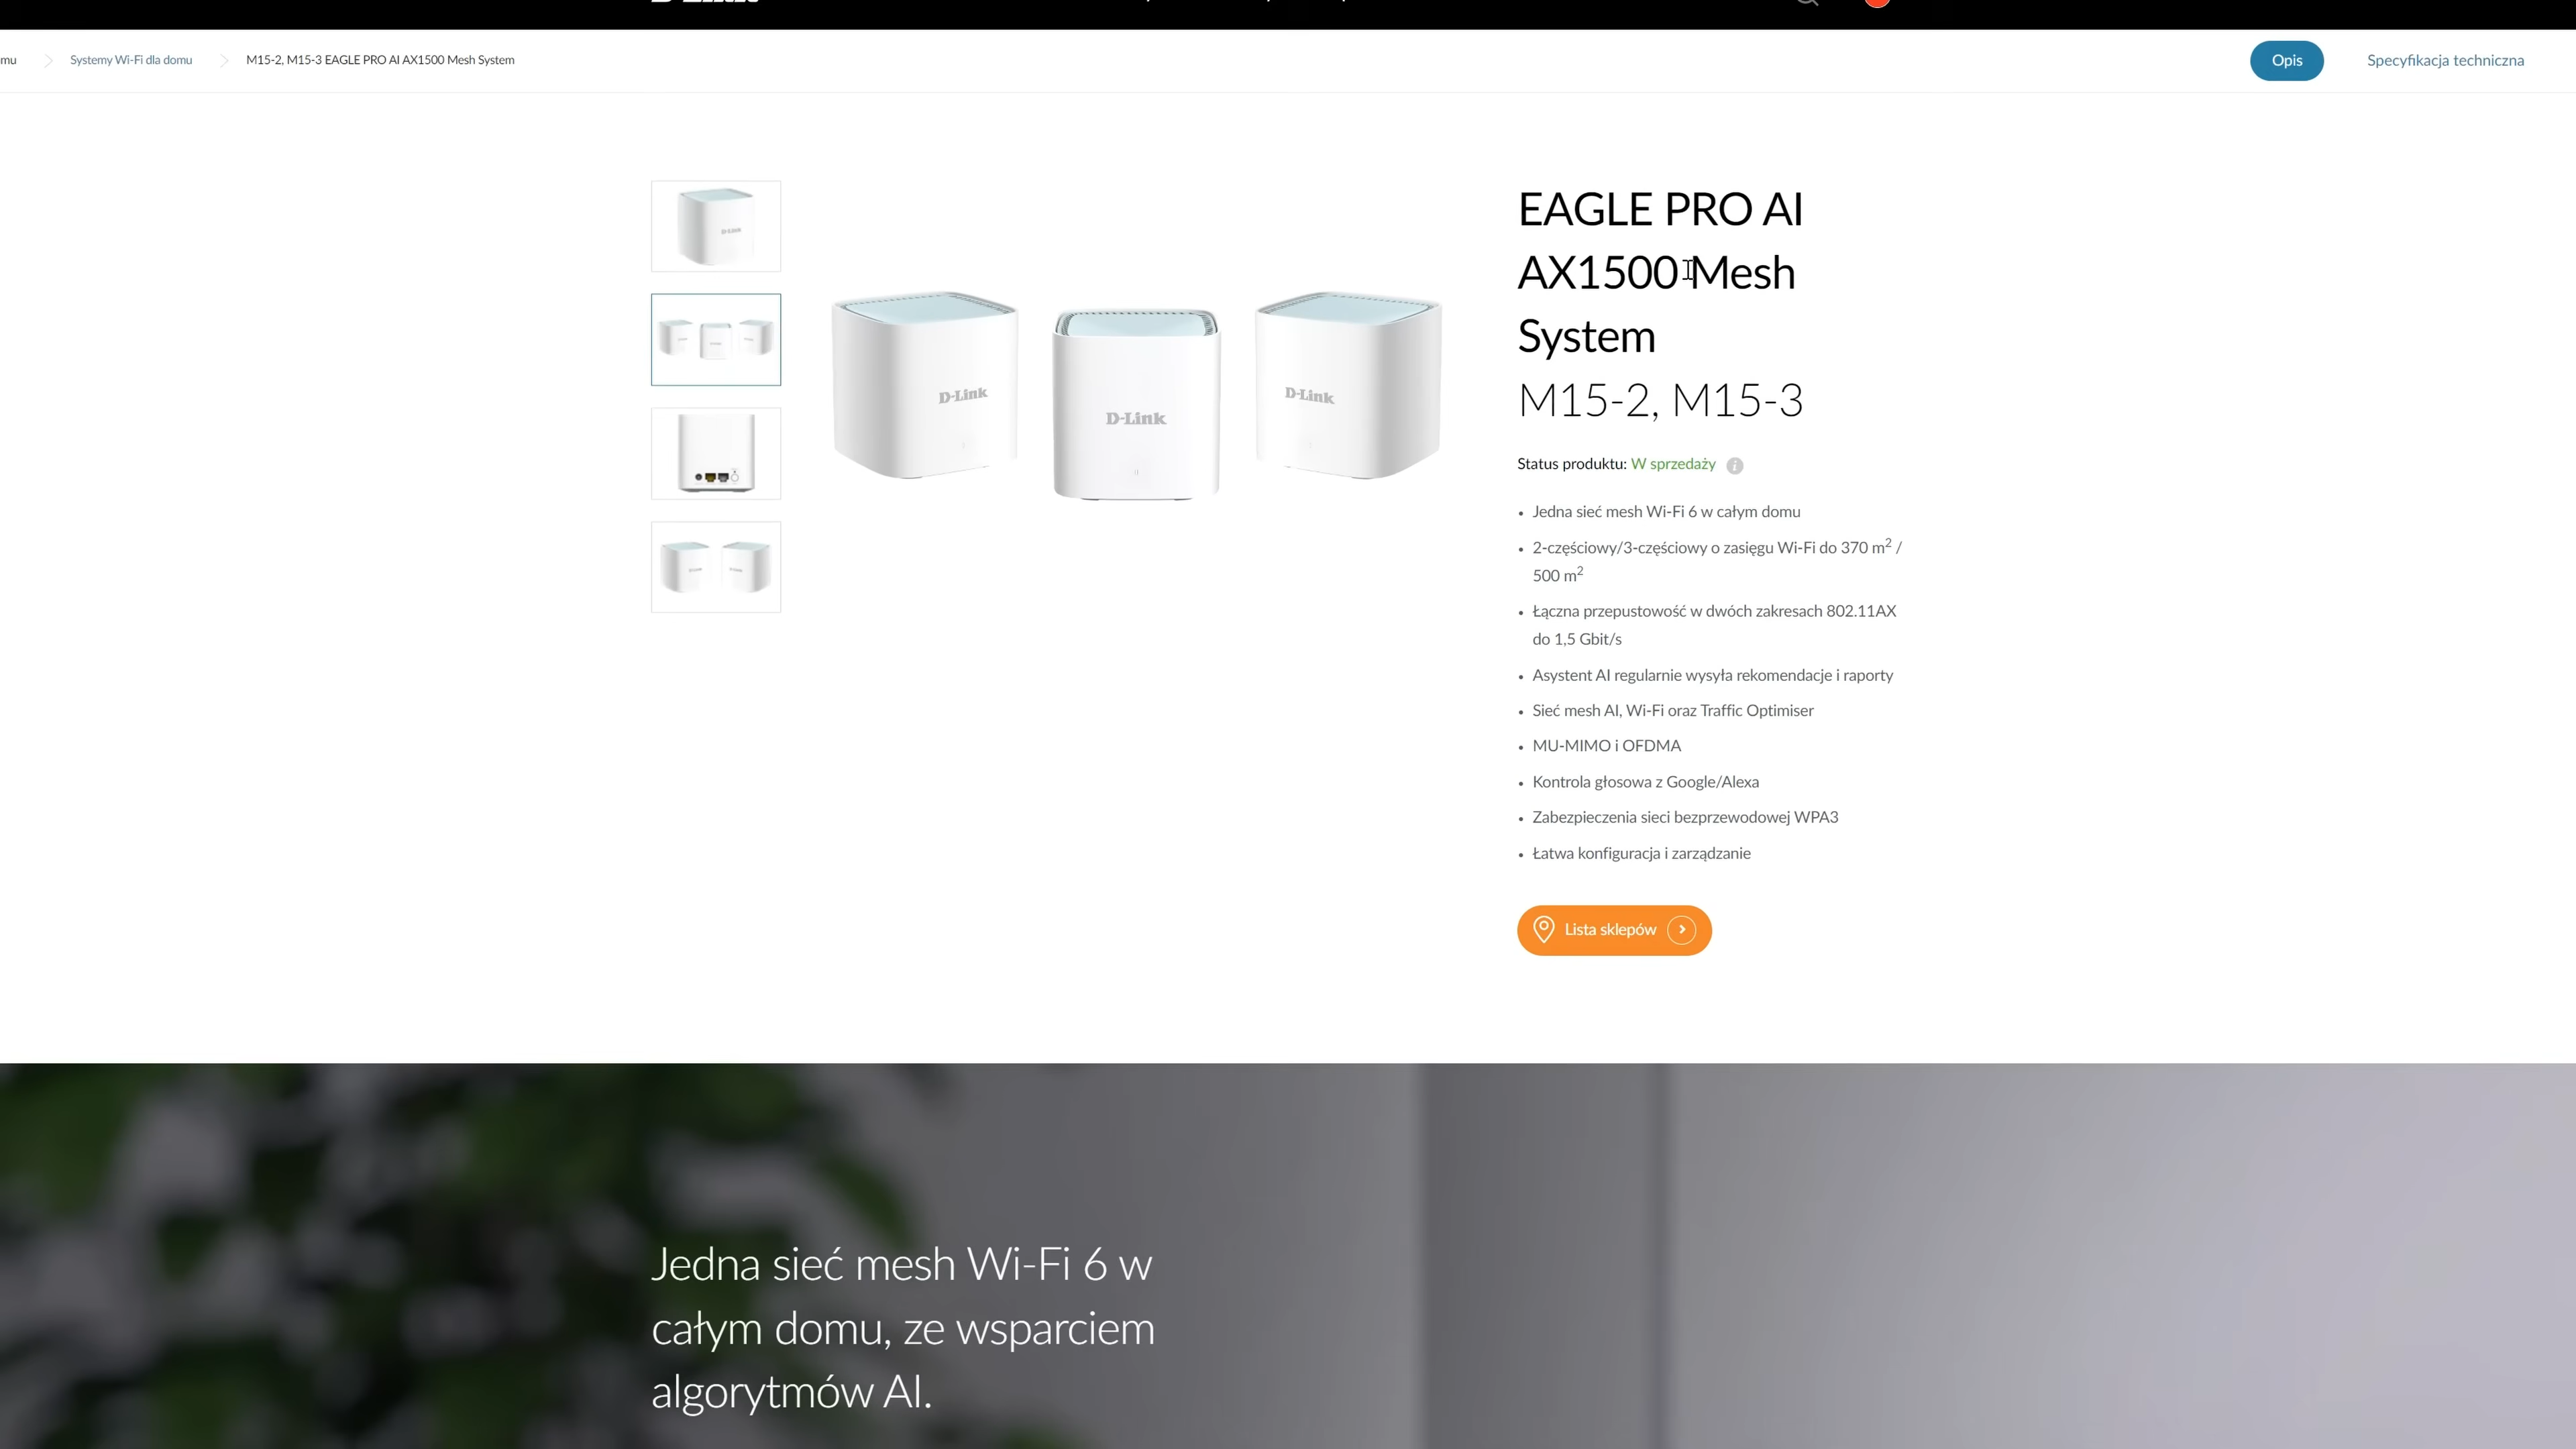 D-Link
mu
Systemy Wi-Fi dla domu
M15-2, M15-3 EAGLE PRO AI AX1500 Mesh System
Opis
Specyfikacja techniczna
D-Link
D-Link
D-Link
EAGLE PRO AI
AX1500 Mesh
System
M15-2, M15-3
Status produktu: W sprzedaży
Jedna sieć mesh Wi-Fi 6 w całym domu
2-częściowy/3-częściowy o zasięgu Wi-Fi do 370 m² /
500 m²
Łączna przepustowość w dwóch zakresach 802.11AX
do 1,5 Gbit/s
Asystent AI regularnie wysyła rekomendacje i raporty
Sieć mesh AI, Wi-Fi oraz Traffic Optimiser
MU-MIMO i OFDMA
Kontrola głosowa z Google/Alexa
Zabezpieczenia sieci bezprzewodowej WPA3
Łatwa konfiguracja i zarządzanie
Lista sklepów
Jedna sieć mesh Wi-Fi 6 w
całym domu, ze wsparciem
algorytmów AI.